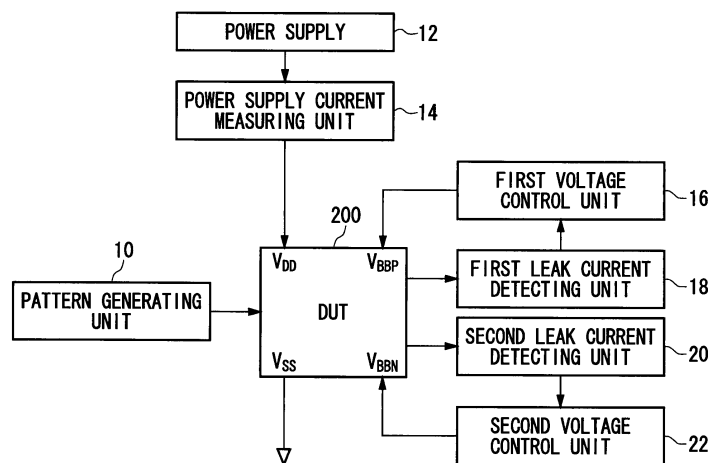 POWER SUPPLY
12
POWER SUPPLY CURRENT
MEASURING UNIT
14
FIRST VOLTAGE
CONTROL UNIT
16
200
VDD
VBBP
FIRST LEAK CURRENT
DETECTING UNIT
18
10
PATTERN GENERATING
UNIT
DUT
SECOND LEAK CURRENT
DETECTING UNIT
20
VSS
VBBN
SECOND VOLTAGE
CONTROL UNIT
22